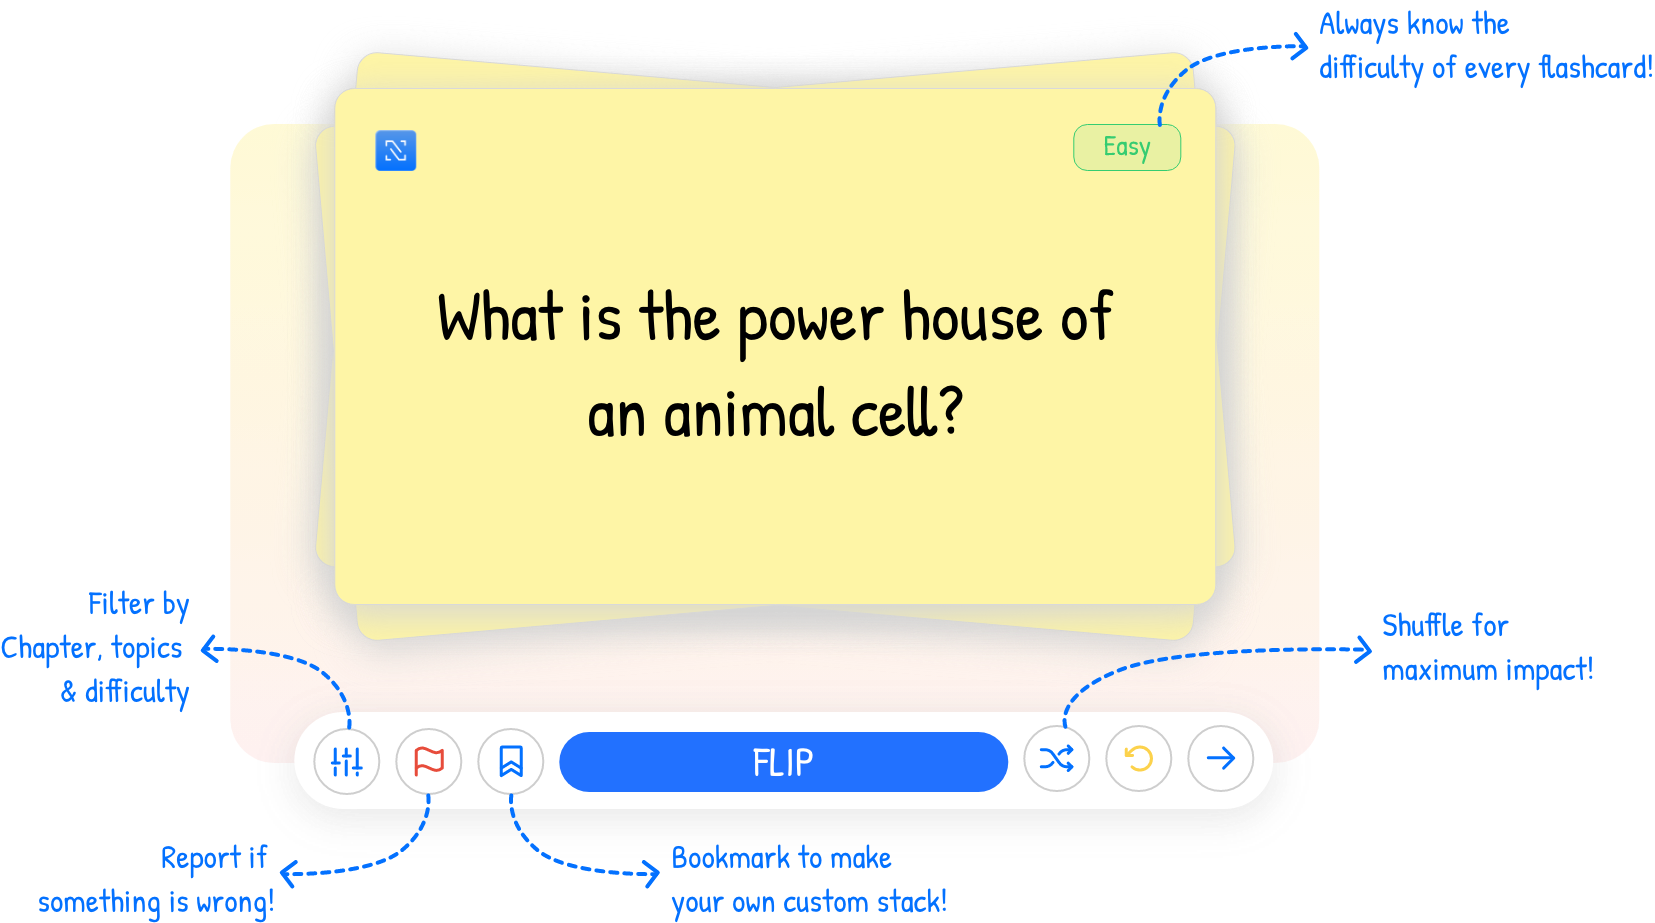 Always know the
difficulty of every flashcard!
Easy
What is the power house of
an animal cell?
Filter by
Chapter, topics
& difficulty
Shuffle for
maximum impact!
FLIP
Report if
something is wrong!
Bookmark to make
your own custom stack!